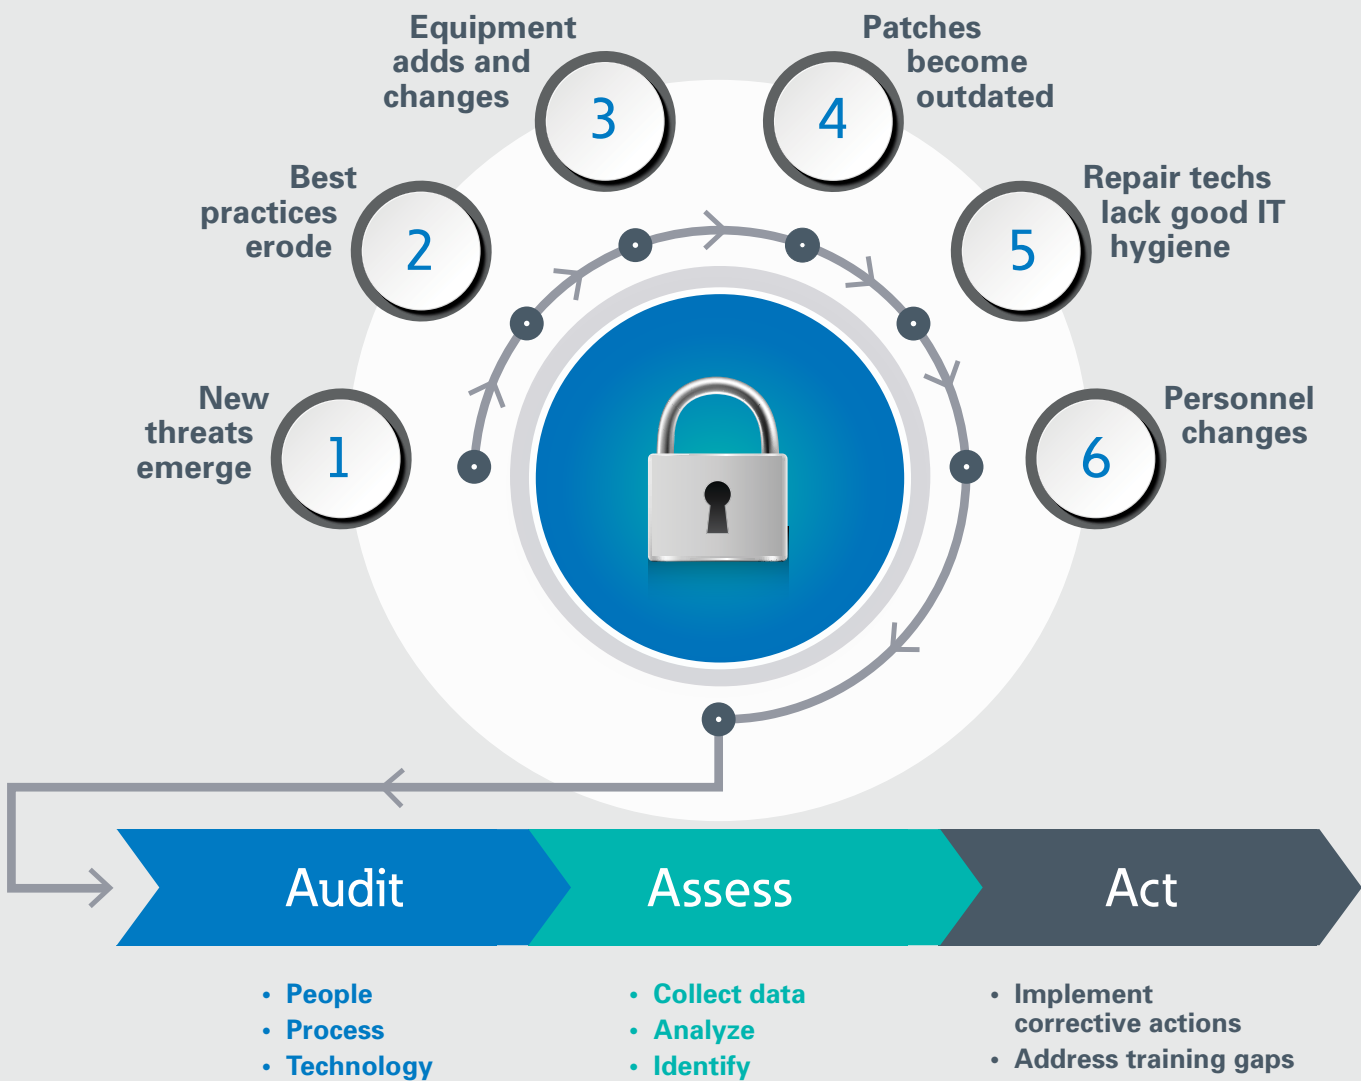 1
New
threats
emerge
2
Best
practices
erode
3
Equipment
adds and
changes
4
Patches
become
outdated
5
Repair techs
lack good IT
hygiene
6
Personnel
changes
Audit
• People
• Process
• Technology
Assess
• Collect data
• Analyze
• Identify
Act
• Implement
corrective actions
• Address training gaps